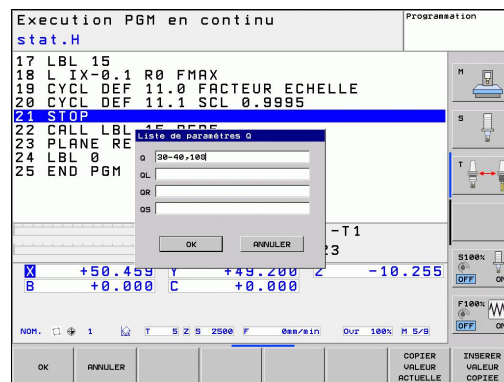 Execution PGM en continu
Programmation
stat.H
17 LBL 15
18 L IX-0.1 R0 FMAX
19 CYCL DEF 11.0 FACTEUR ECHELLE
20 CYCL DEF 11.1 SCL 0.9995
21 STOP
22 CALL LBL
23 PLANE RE
24 LBL 0
25 END PGM
Liste de paramètres Q
Q 30-40,108
QL
QR
QS
OK ANNULER
-T1
23
X +50.459 Y +49.200 Z -10.255
B +0.000 C +0.000
NOM. 1 T 5 Z S 2500 F 0mm/min Our 100% M 5/9
M
S
T
S100%
OFF ON
F100%
OFF ON
OK
ANNULER
COPIER VALEUR ACTUELLE
INSERER VALEUR COPIEE